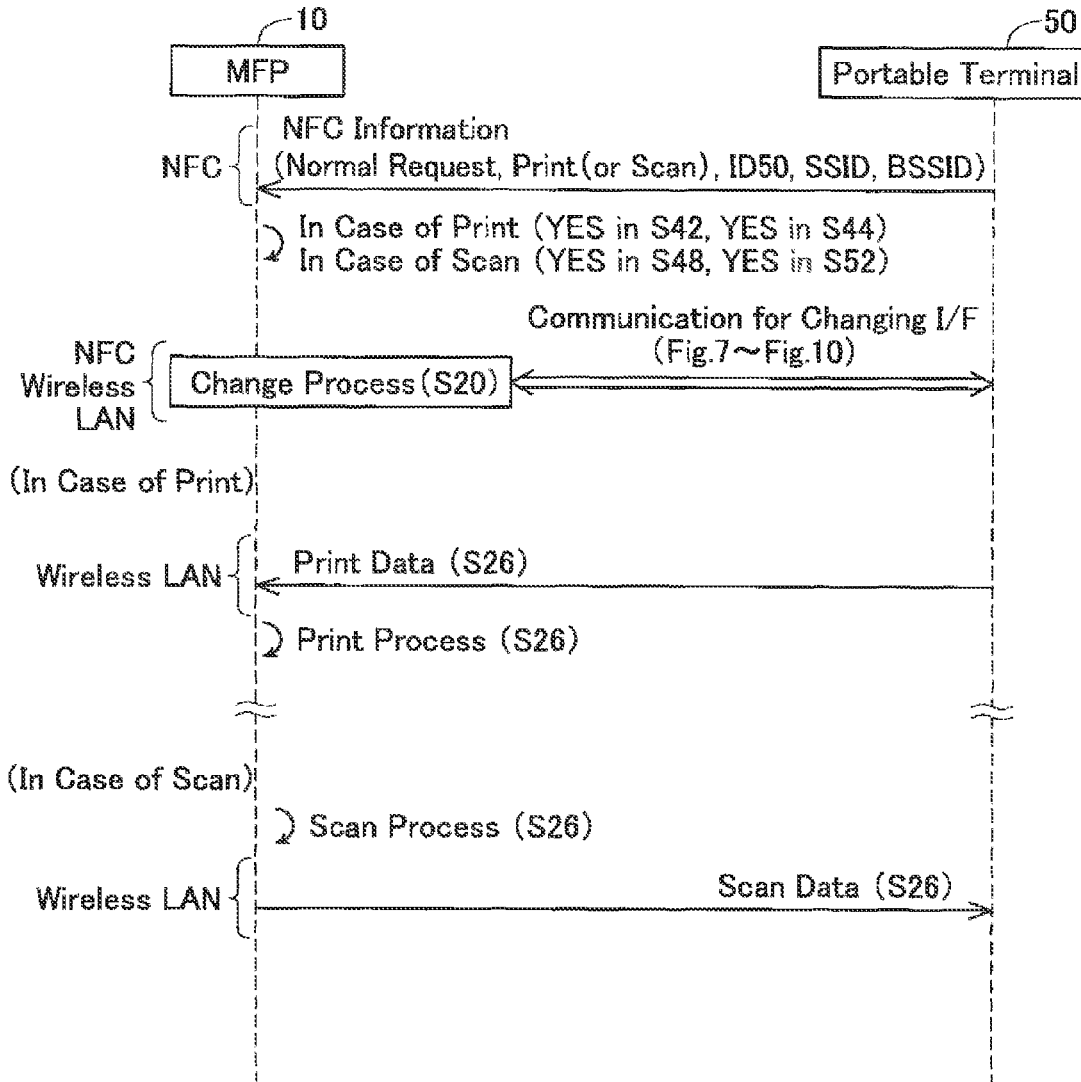 10
50
MFP
Portable Terminal
NFC Information
NFC
(Normal Request, Print(or Scan), ID50, SSID, BSSID)
In Case of Print (YES in S42, YES in S44)
In Case of Scan (YES in S48, YES in S52)
Communication for Changing I/F
(Fig.7~Fig.10)
NFC
Wireless
LAN
Change Process(S20)
(In Case of Print)
Wireless LAN
Print Data (S26)
Print Process (S26)
(In Case of Scan)
Scan Process (S26)
Wireless LAN
Scan Data (S26)